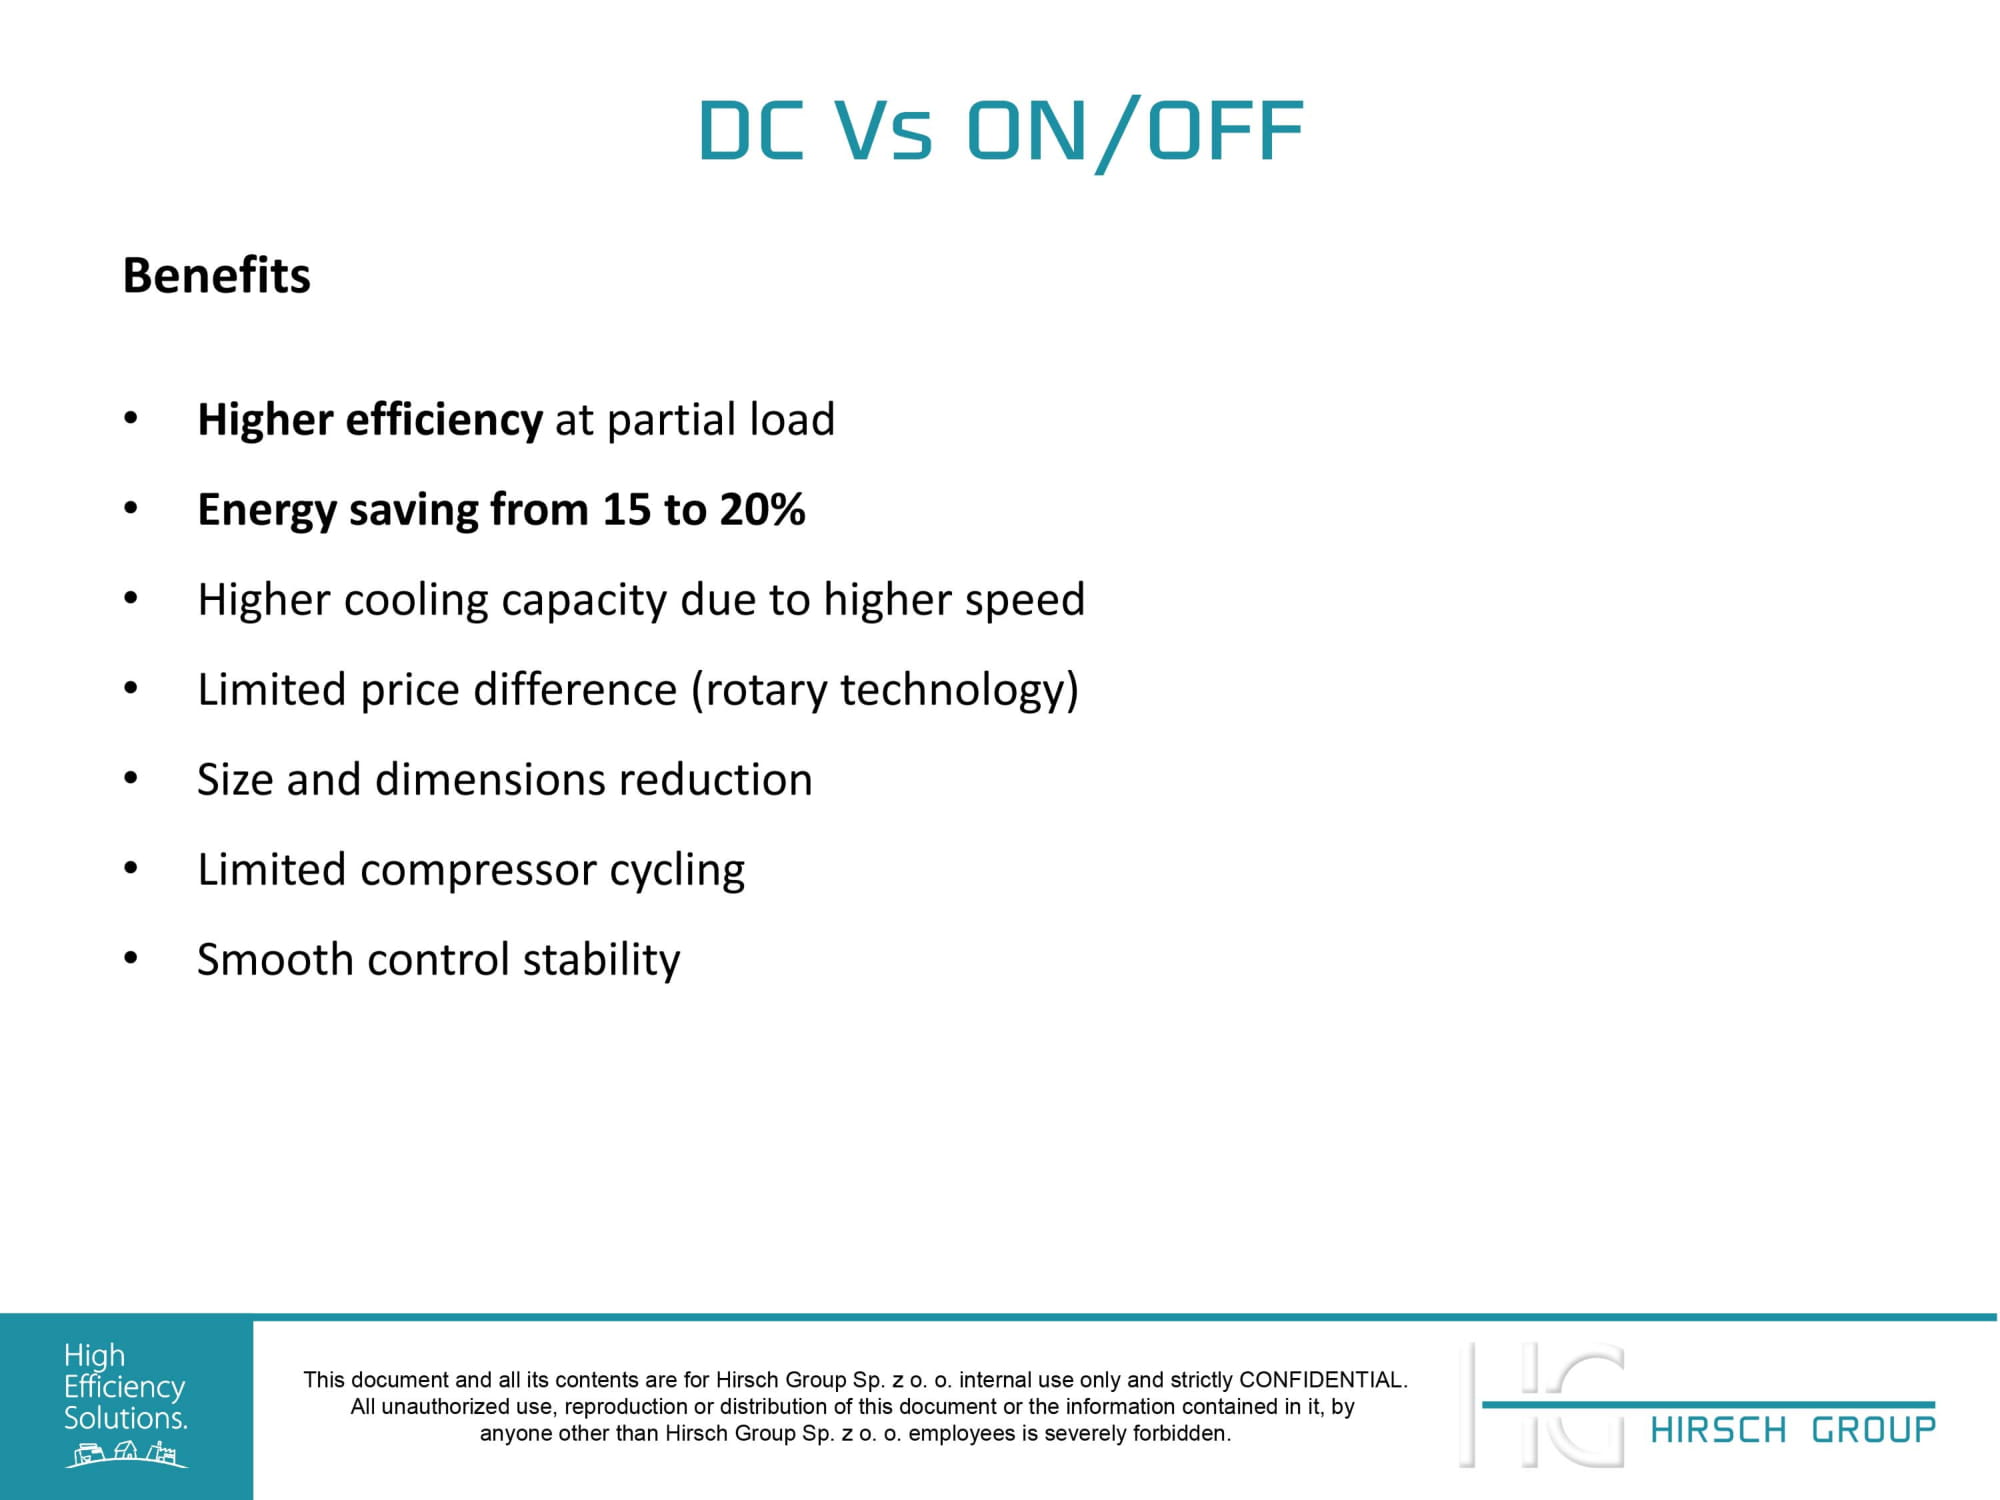 DC Vs ON/OFF
Benefits
• Higher efficiency at partial load
• Energy saving from 15 to 20%
• Higher cooling capacity due to higher speed
• Limited price difference (rotary technology)
• Size and dimensions reduction
• Limited compressor cycling
• Smooth control stability
High
Efficiency
Solutions.
This document and all its contents are for Hirsch Group Sp. z o. o. internal use only and strictly CONFIDENTIAL.
All unauthorized use, reproduction or distribution of this document or the information contained in it, by
anyone other than Hirsch Group Sp. z o. o. employees is severely forbidden.
HG
HIRSCH GROUP